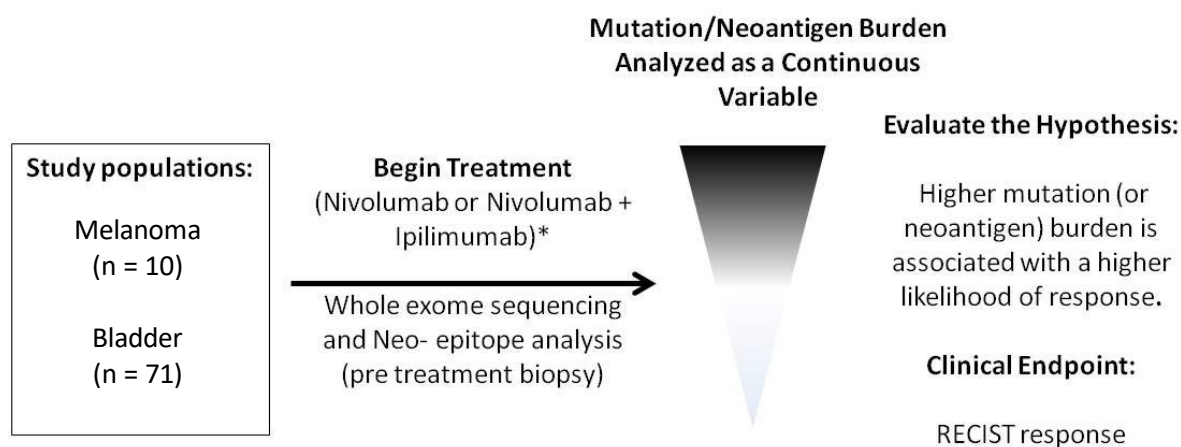 Study populations:
Melanoma
(n = 10)
Bladder
(n = 71)
Begin Treatment
(Nivolumab or Nivolumab +
Ipilimumab)*
Whole exome sequencing
and Neo- epitope analysis
(pre treatment biopsy)
Mutation/Neoantigen Burden
Analyzed as a Continuous
Variable
Evaluate the Hypothesis:
Higher mutation (or
neoantigen) burden is
associated with a higher
likelihood of response.
Clinical Endpoint:
RECIST response